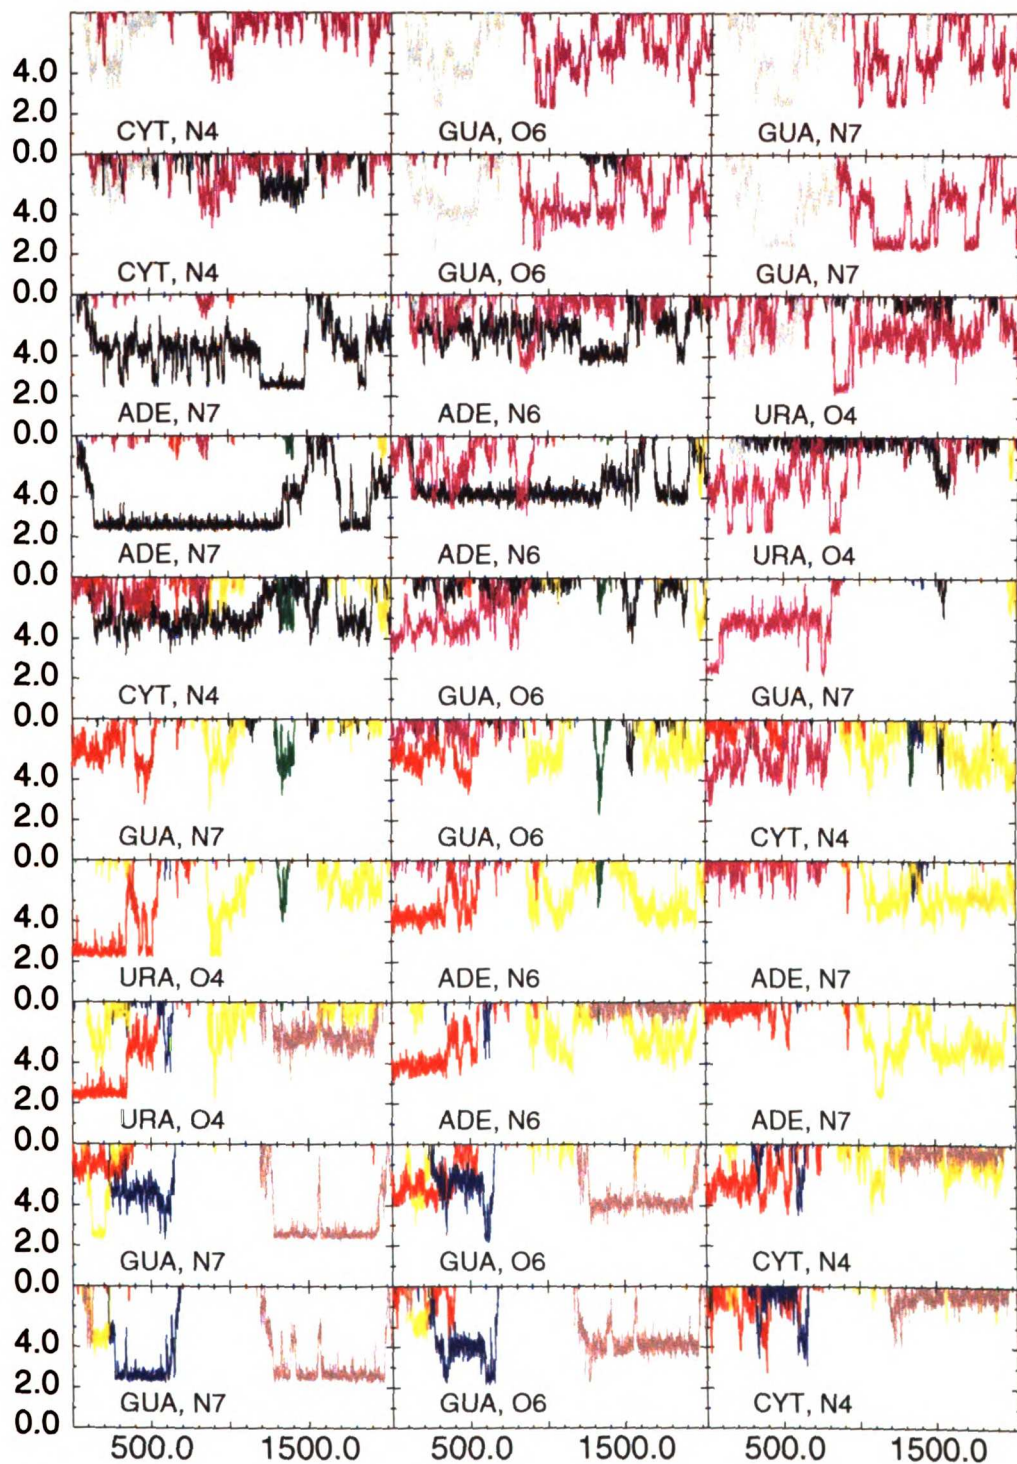 4.0
2.0
0.0
CYT, N4 GUA, O6 GUA, N7
4.0
2.0
0.0
CYT, N4 GUA, O6 GUA, N7
4.0
2.0
0.0
ADE, N7 ADE, N6 URA, O4
4.0
2.0
0.0
ADE, N7 ADE, N6 URA, O4
4.0
2.0
0.0
CYT, N4 GUA, O6 GUA, N7
4.0
2.0
0.0
GUA, N7 GUA, O6 CYT, N4
4.0
2.0
0.0
URA, O4 ADE, N6 ADE, N7
4.0
2.0
0.0
URA, O4 ADE, N6 ADE, N7
4.0
2.0
0.0
GUA, N7 GUA, O6 CYT, N4
4.0
2.0
0.0
GUA, N7 GUA, O6 CYT, N4
500.0 1500.0 500.0 1500.0 500.0 1500.0